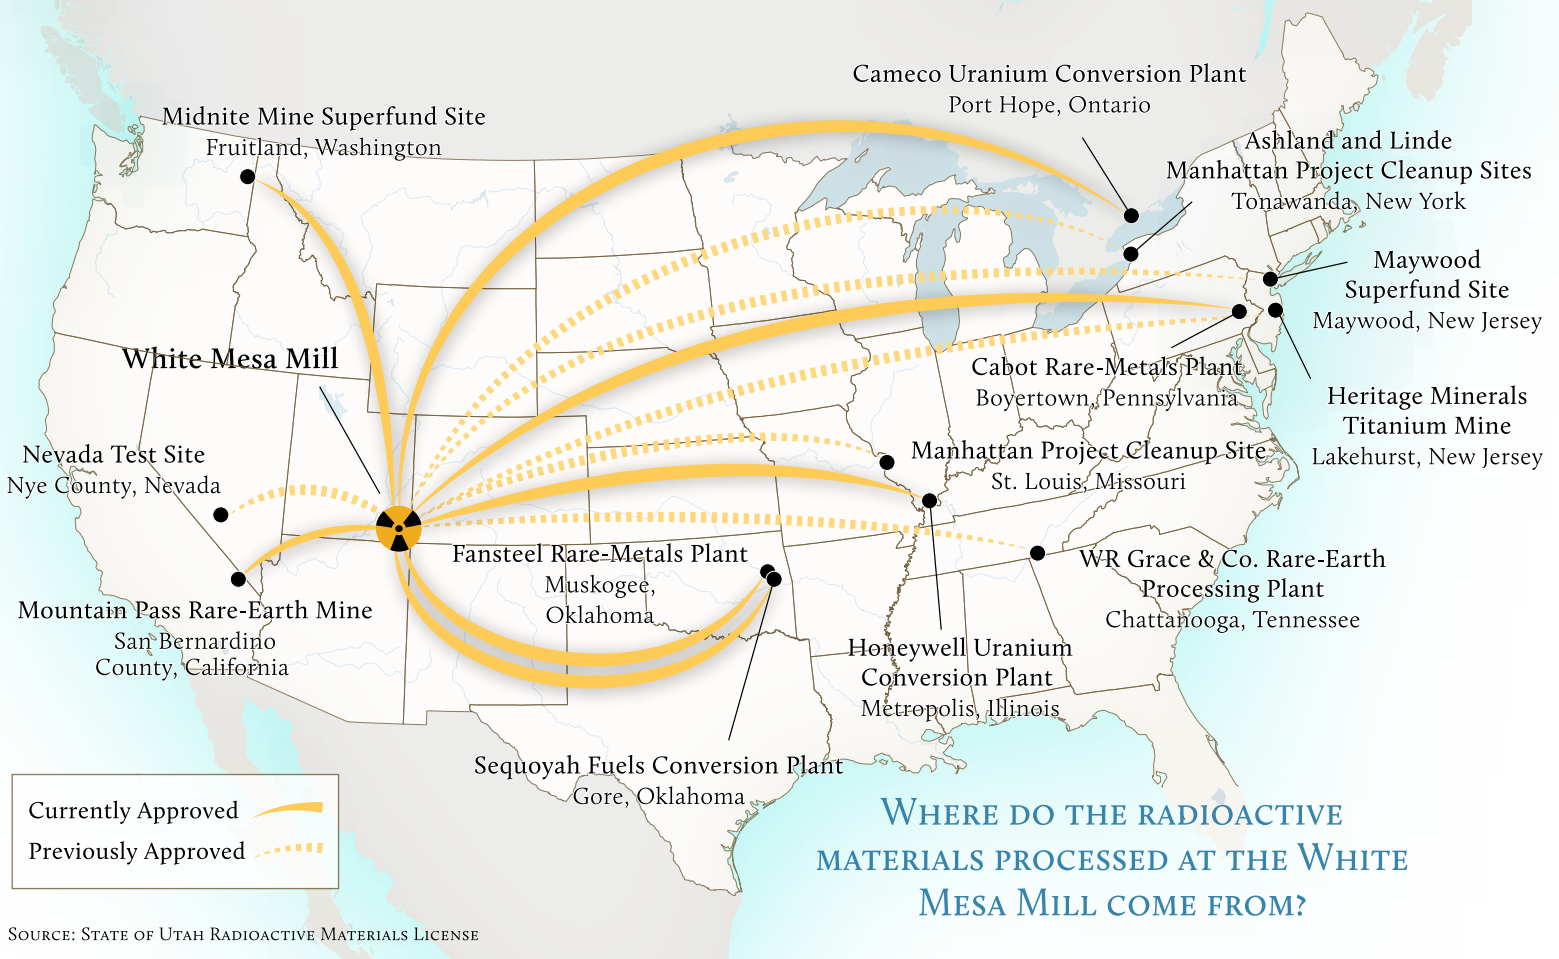 Cameco Uranium Conversion Plant
Port Hope, Ontario
Midnite Mine Superfund Site
Fruitland, Washington
Ashland and Linde
Manhattan Project Cleanup Sites
Tonawanda, New York
Maywood
Superfund Site
Maywood, New Jersey
White Mesa Mill
Cabot Rare-Metals Plant
Boyertown, Pennsylvania
Heritage Minerals
Titanium Mine
Lakehurst, New Jersey
Nevada Test Site
Nye County, Nevada
Manhattan Project Cleanup Site
St. Louis, Missouri
Fansteel Rare-Metals Plant
Muskogee,
Oklahoma
WR Grace & Co. Rare-Earth
Processing Plant
Chattanooga, Tennessee
Mountain Pass Rare-Earth Mine
San Bernardino
County, California
Honeywell Uranium
Conversion Plant
Metropolis, Illinois
Sequoyah Fuels Conversion Plant
Gore, Oklahoma
Currently Approved
Previously Approved
Where do the radioactive
materials processed at the White
Mesa Mill come from?
Source: State of Utah Radioactive Materials License